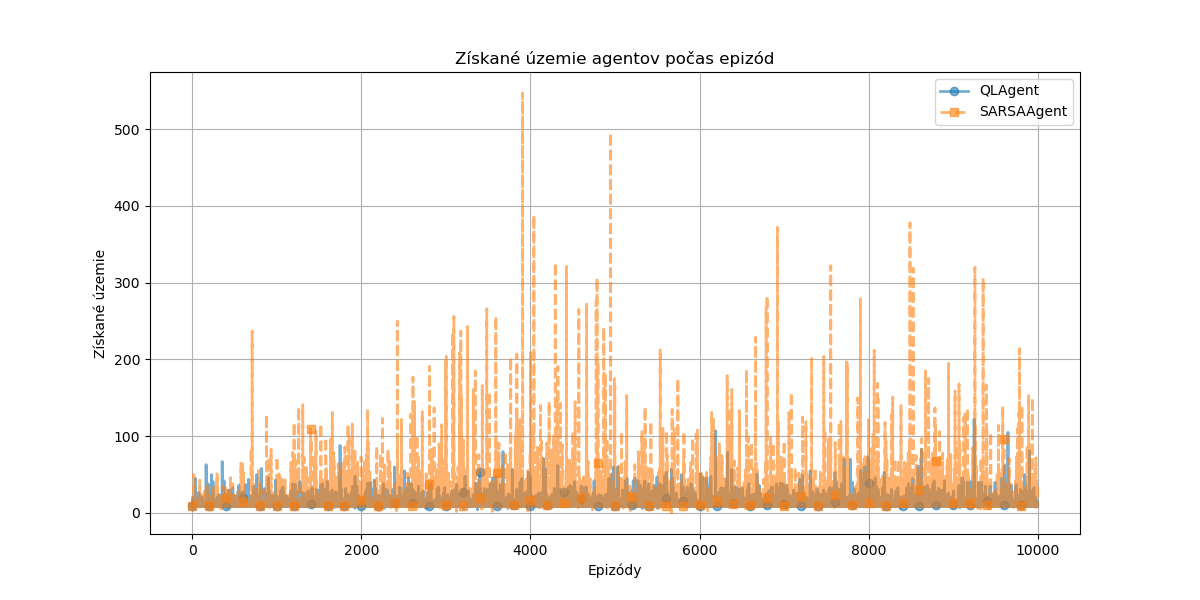 Získané územie agentov počas epizód
QLAgent
SARSAAgent
Získané územie
500
400
300
200
100
0
0 2000 4000 6000 8000 10000
Epizódy